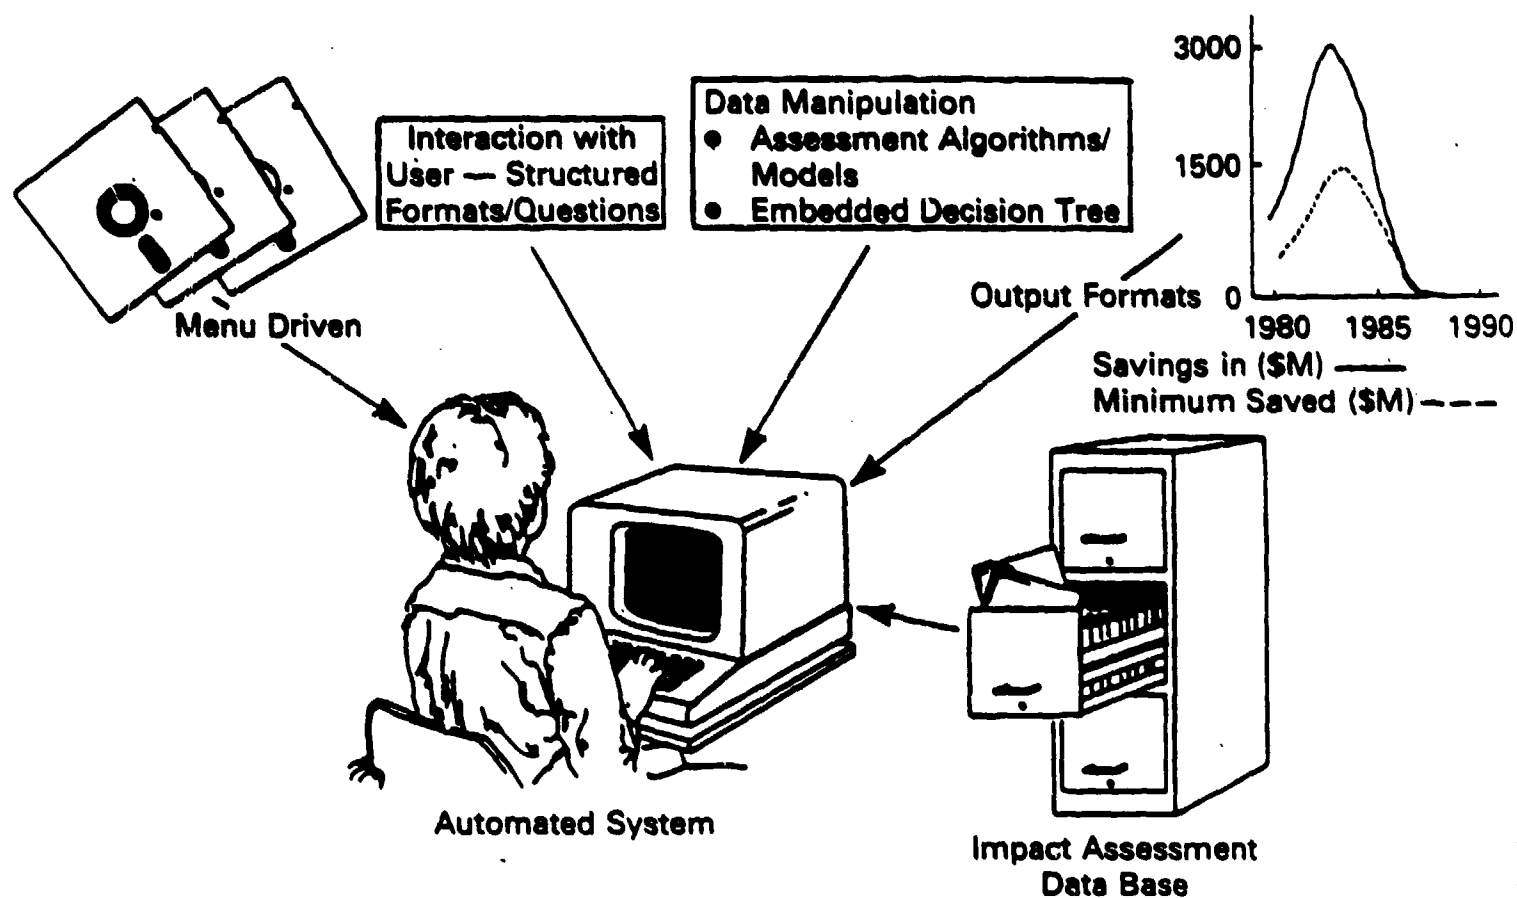 Menu Driven
Interaction with
User — Structured
Formats/Questions
Data Manipulation
● Assessment Algorithms/
Models
● Embedded Decision Tree
Output Formats
3000
1500
0
1980 1985 1990
Savings in ($M)
Minimum Saved ($M)
Automated System
Impact Assessment
Data Base